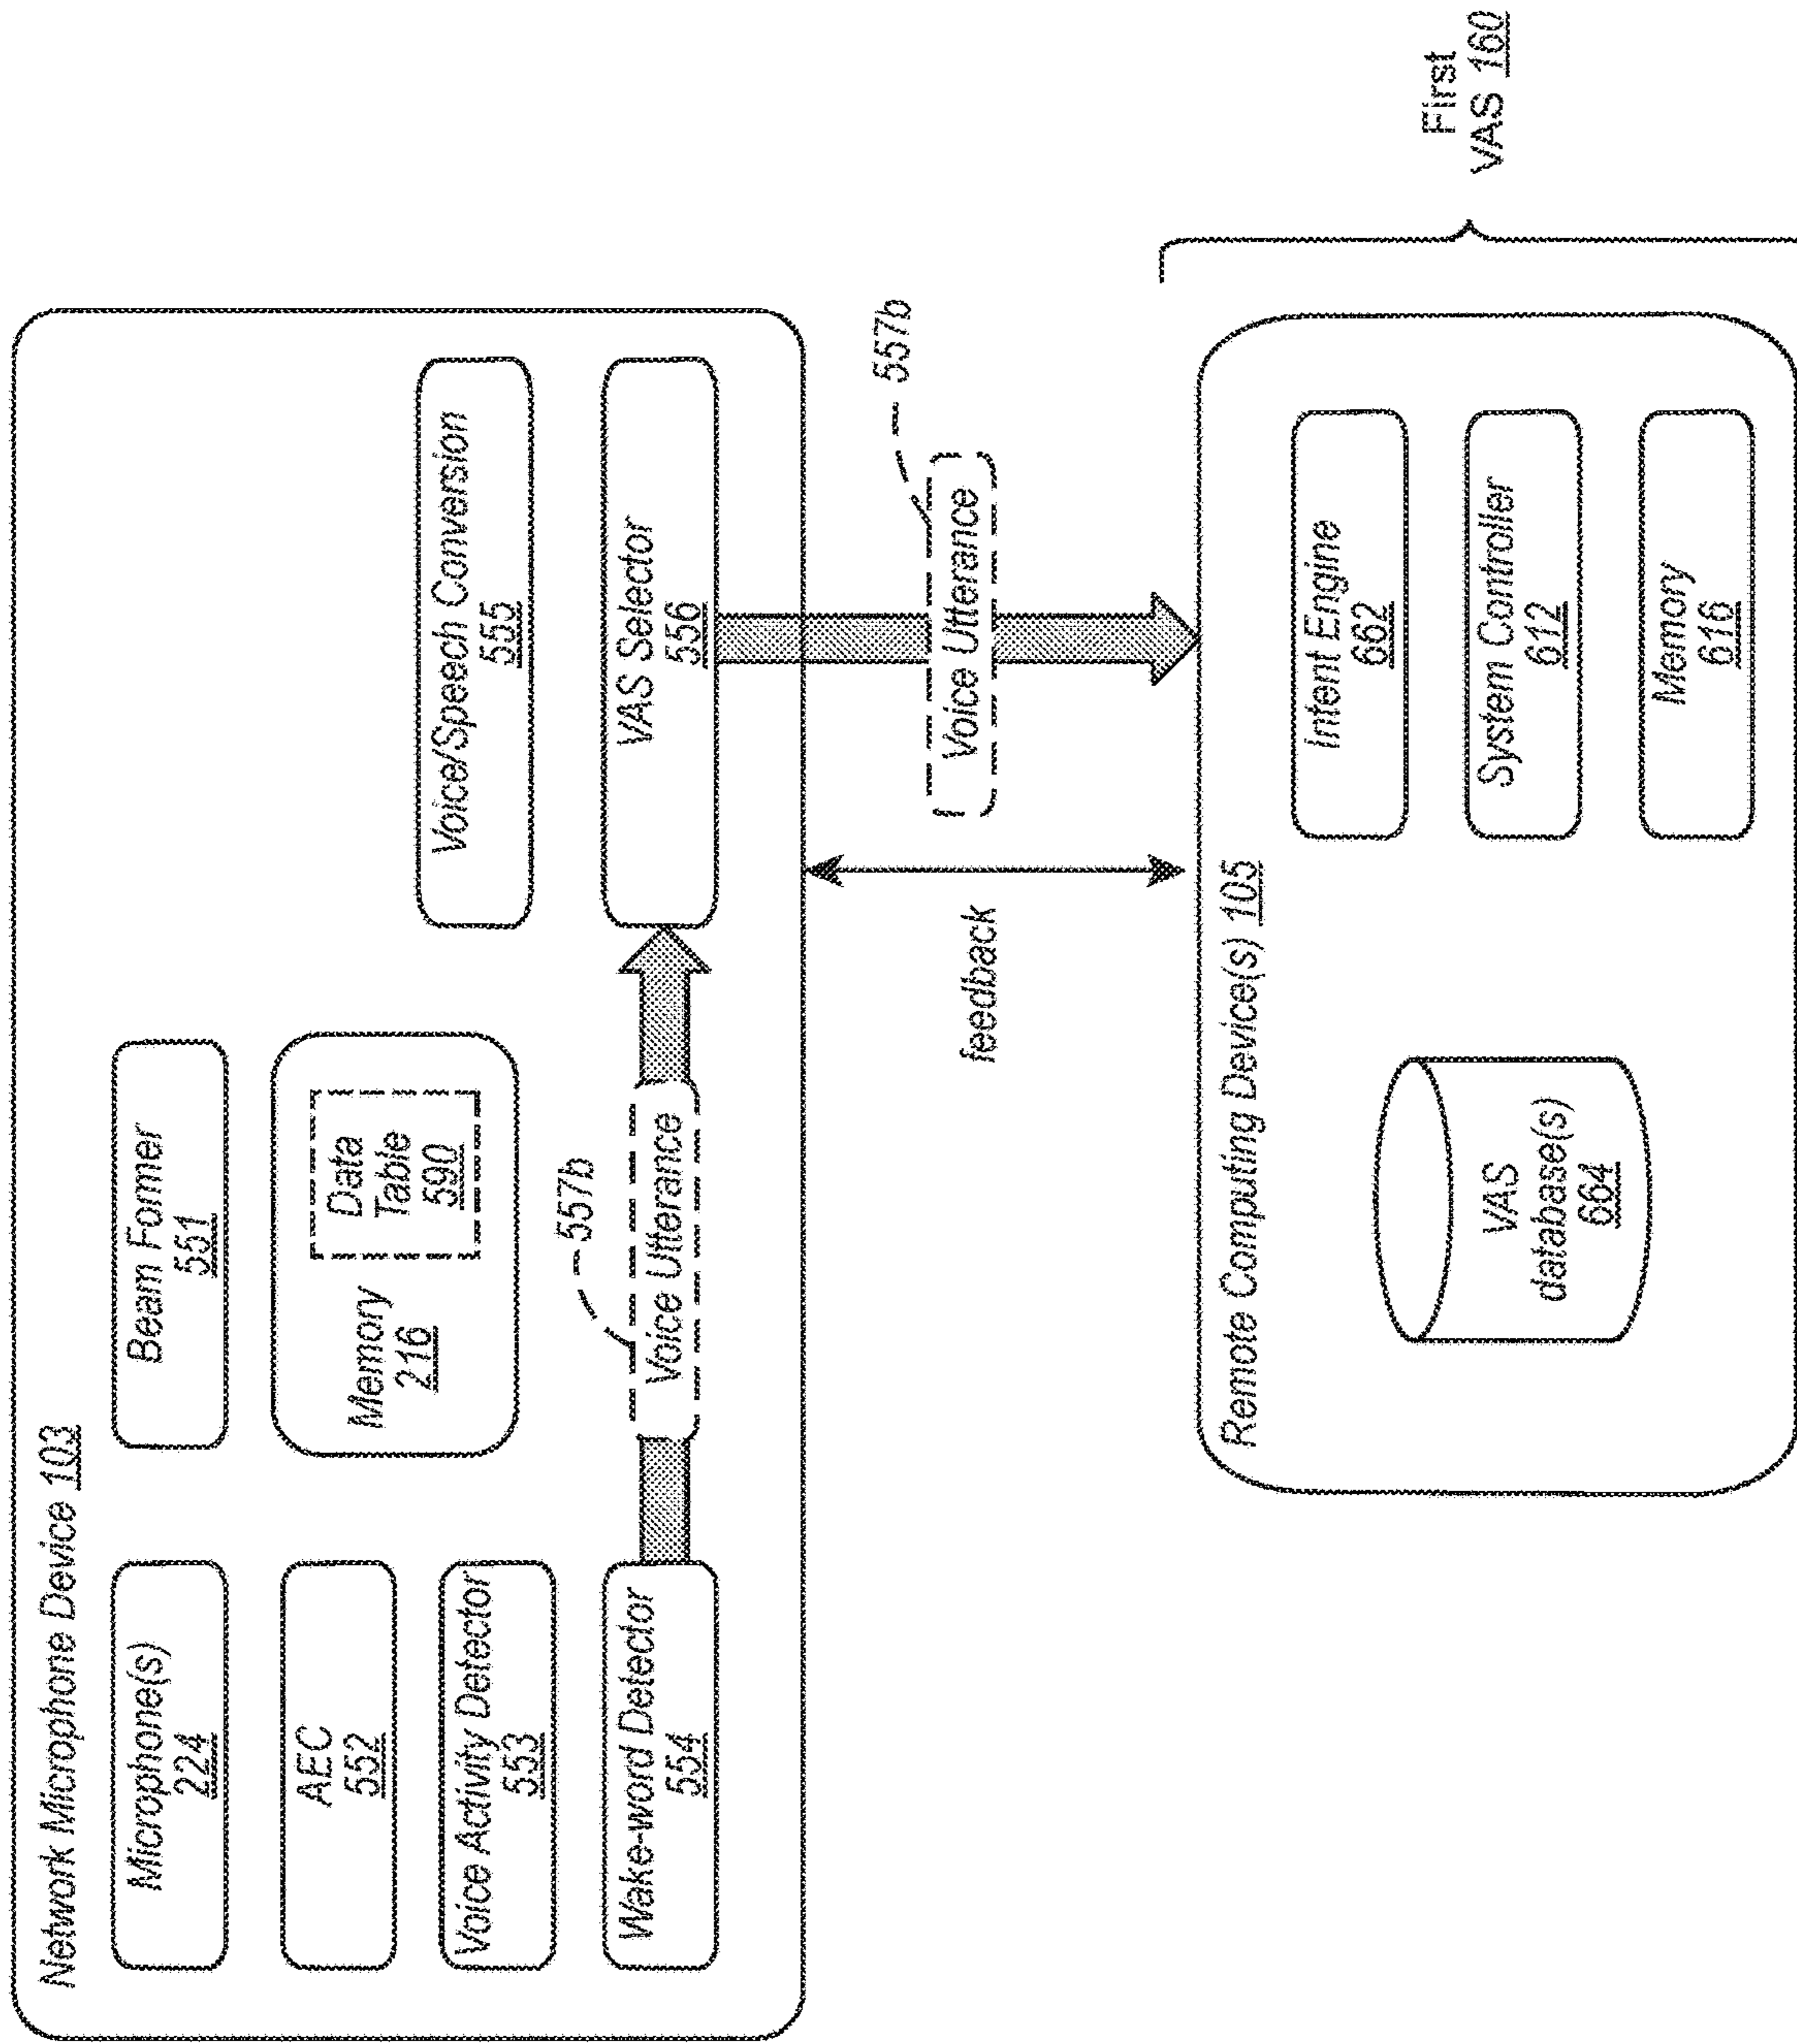 Network Microphone Device 103
Microphone(s)
224
Beam Fomer
551
AEC
552
Memory
216
Data
Table
590
Voice Activity Detector
553
Voice/Speech Conversion
555
557b
Wake-word Detector
554
Voice Utterance
VAS Selector
556
557b
Voice Utterance
feedback
Remote Computing Device(s) 105
First
VAS 160
VAS
database(s)
664
Intent Engine
662
System Controller
612
Memory
616